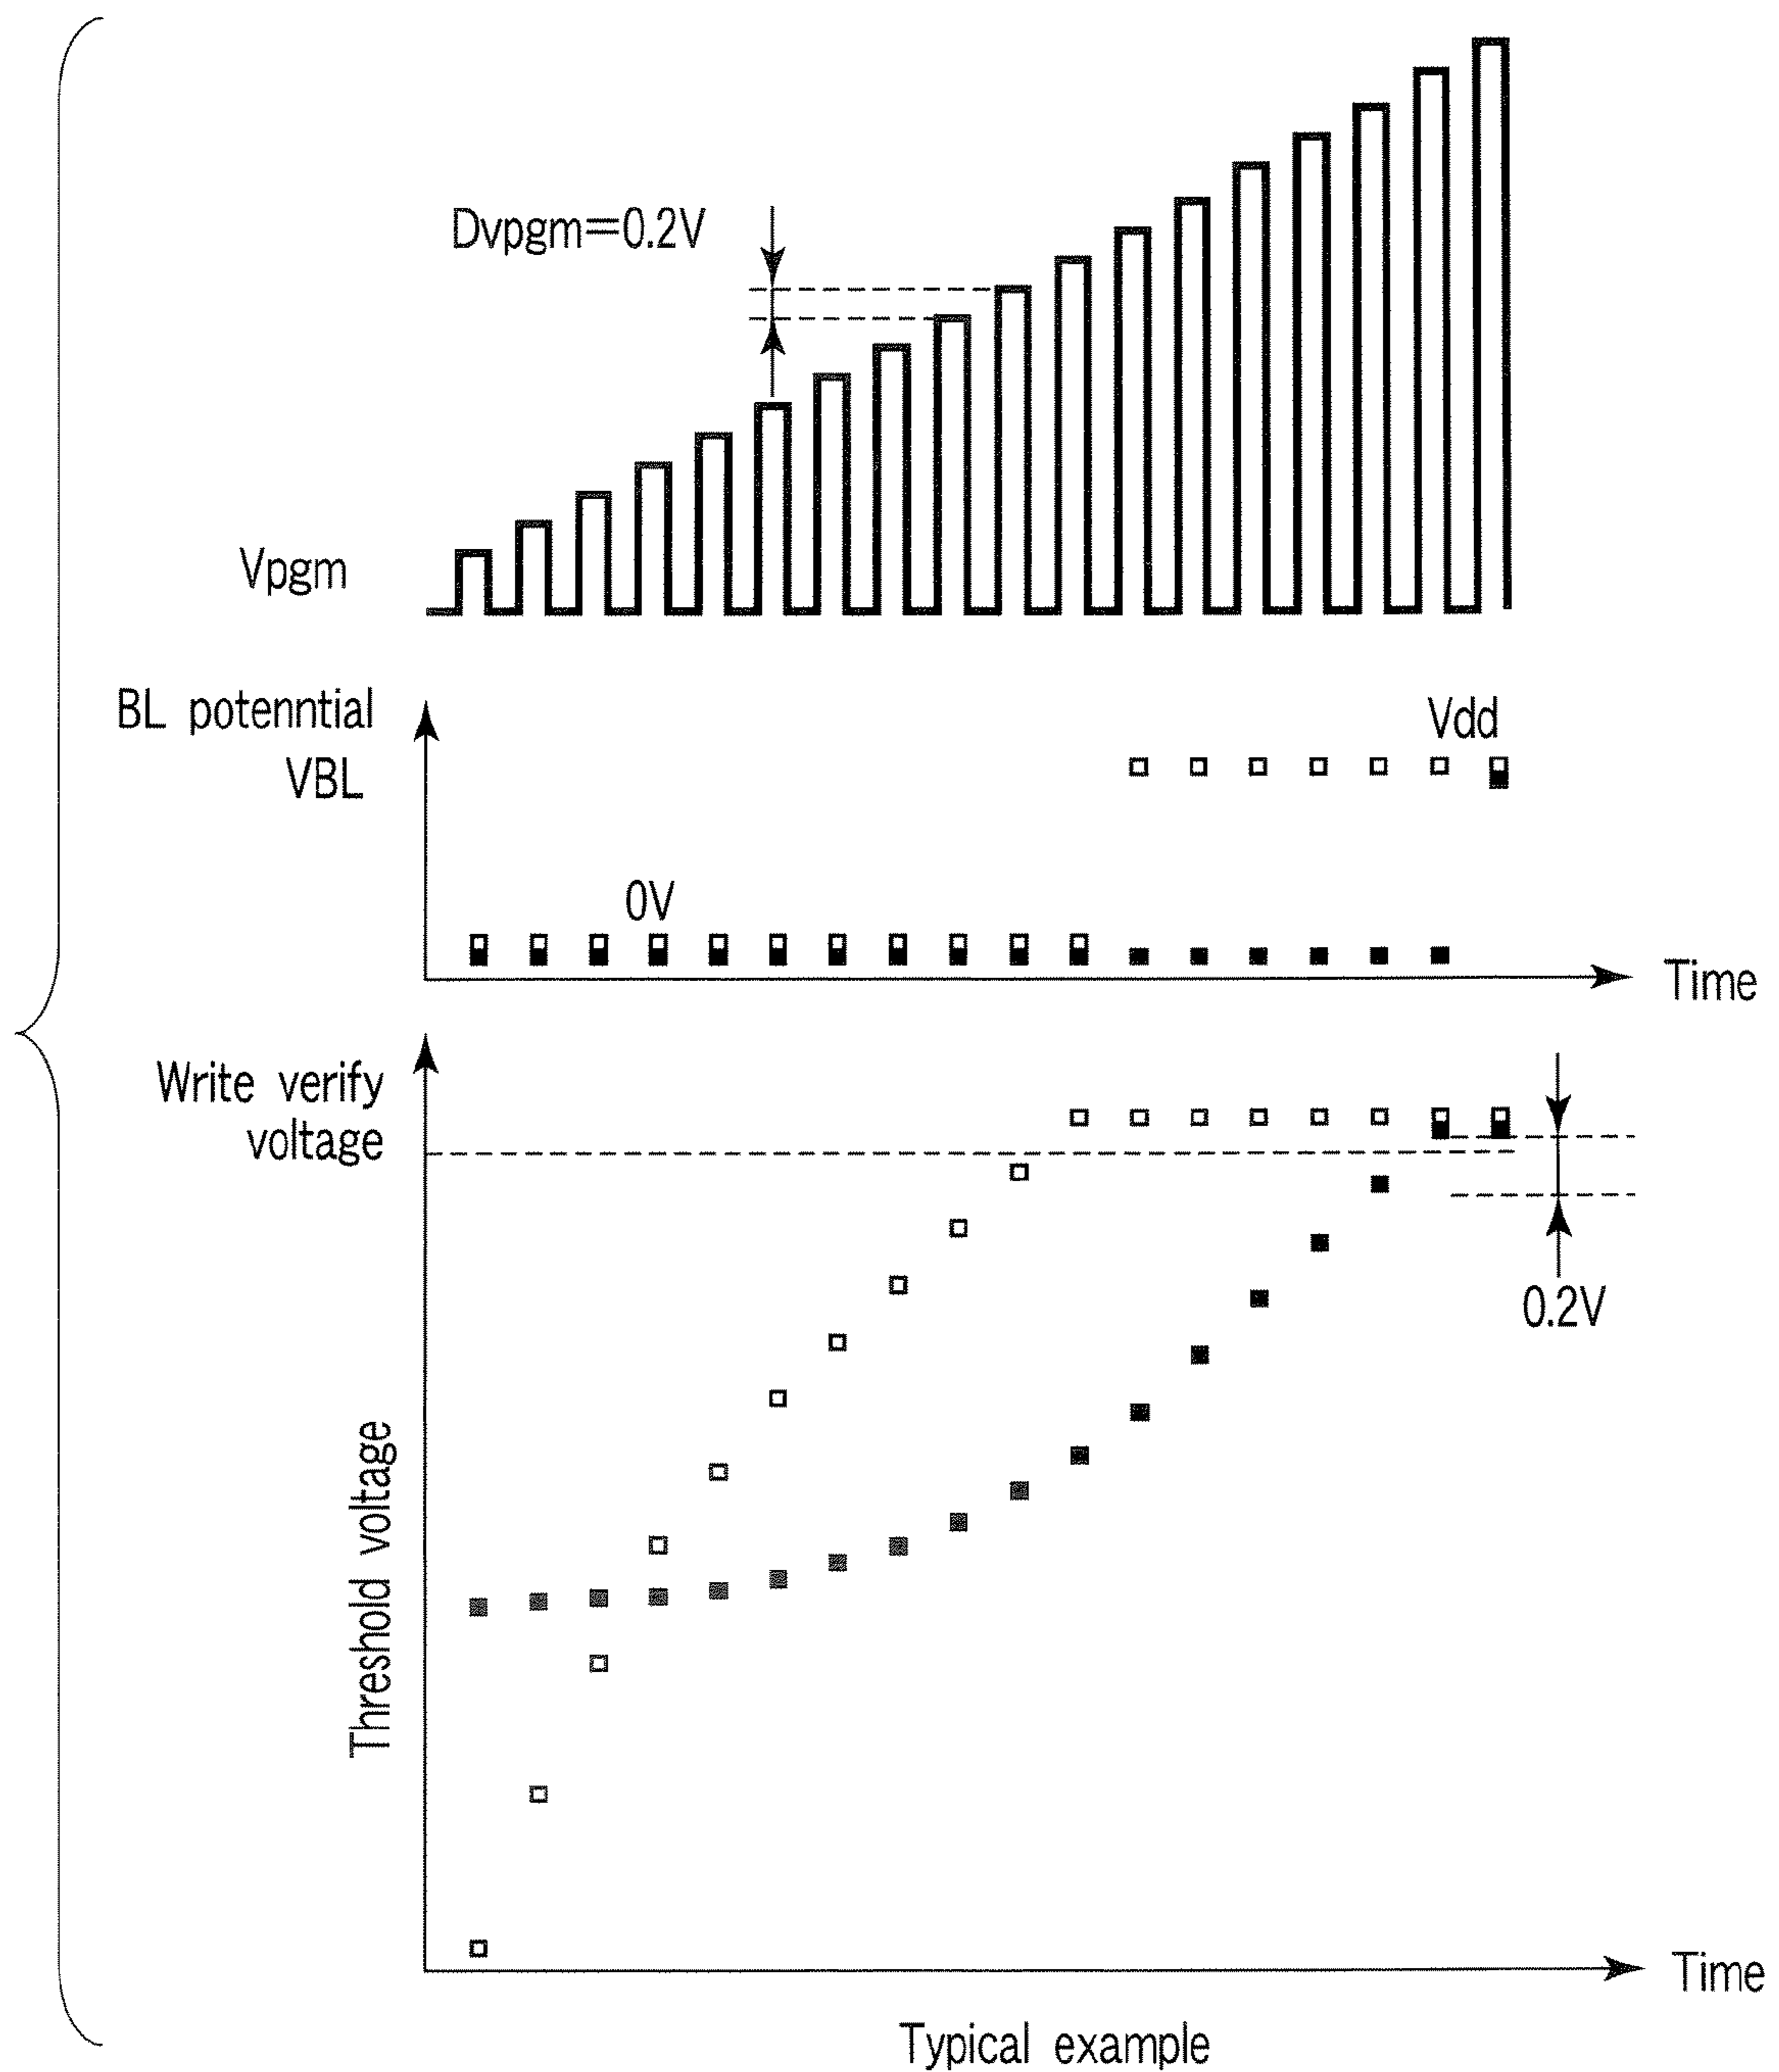 Dvpgm=0.2V
Vpgm
BL potenntial
VBL
Vdd
0V
Time
Write verify
voltage
0.2V
Threshold voltage
Time
Typical example